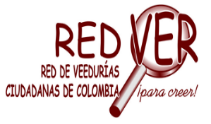 RED VER
RED DE VEEDURÍAS
CIUDADANAS DE COLOMBIA ¡para creer!